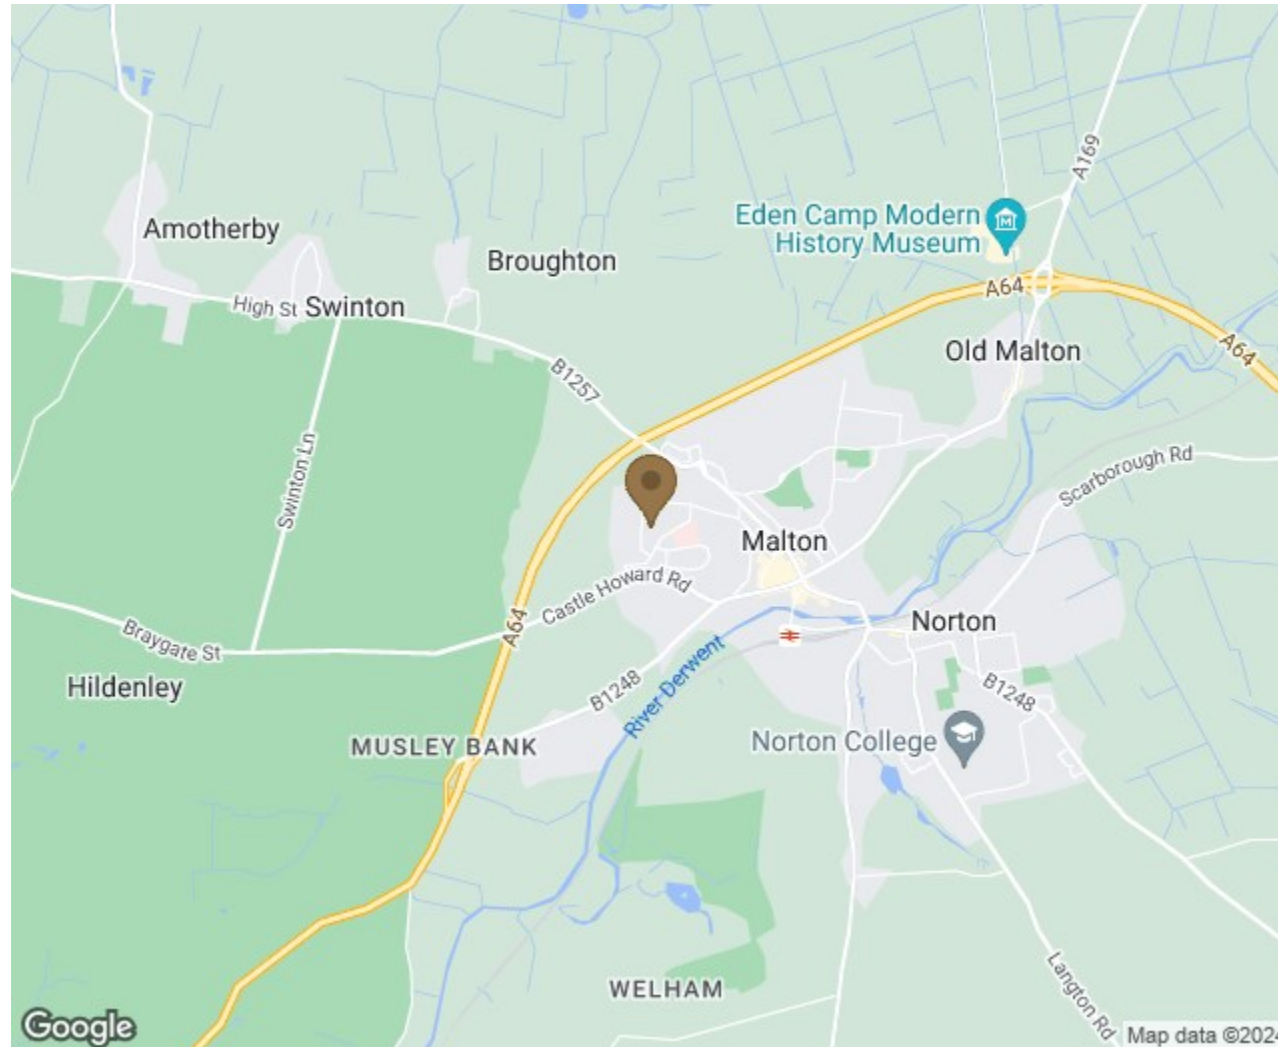 A169
Eden Camp Modern
History Museum
Amotherby
Broughton
A64
High St
Swinton
Old Malton
A64
B1257
Scarborough Rd
Swinton Ln
Malton
Castle Howard Rd
A64
Norton
Braygate St
River Derwent
Hildenley
B1248
B1248
MUSLEY BANK
Norton College
WELHAM
Langton Rd
Google
Map data ©2024